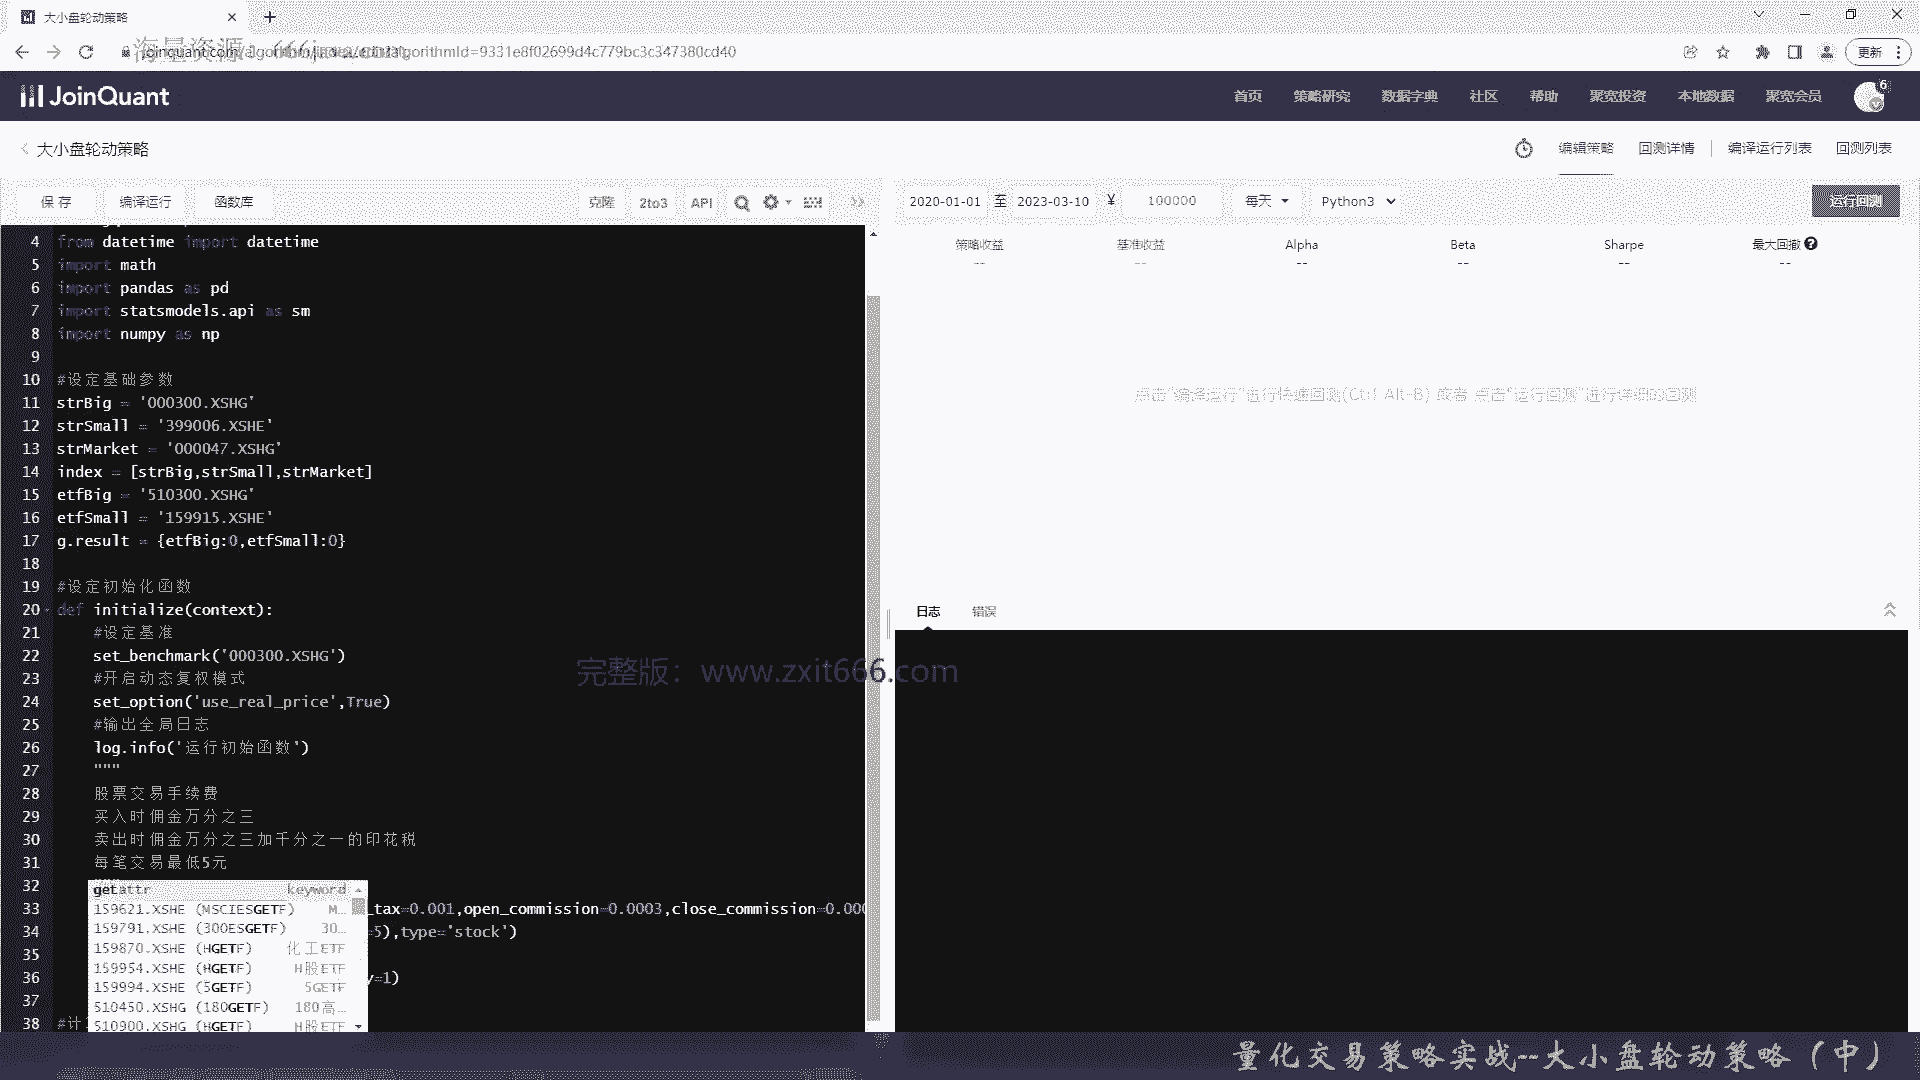 大小盘轮动策略
海量资源：
joinquant.com/algorithm/index/edit?algorithmId=9331e8f02699d4c779bc3c347380cd40
更新
JoinQuant
首页 策略研究 数据字典 社区 帮助 聚宽投资 本地数据 聚宽会员 6
大小盘轮动策略
编辑策略 回测详情 编译运行列表 回测列表
保存 编译运行 函数库 克隆 2to3 API
2020-01-01 至 2023-03-10 ¥ 100000 每天 Python3 运行回测
策略收益 基准收益 Alpha Beta Sharpe 最大回撤
-- -- -- -- -- --
点击“编译运行”进行快速回测(Ctrl Alt-B) 或者 点击“运行回测”进行详细的回测
4 from datetime import datetime
5 import math
6 import pandas as pd
7 import statsmodels.api as sm
8 import numpy as np
9
10 #设定基础参数
11 strBig = '000300.XSHG'
12 strSmall = '399006.XSHE'
13 strMarket = '000047.XSHG'
14 index = [strBig,strSmall,strMarket]
15 etfBig = '510300.XSHG'
16 etfSmall = '159915.XSHE'
17 g.result = {etfBig:0,etfSmall:0}
18
19 #设定初始化函数
20 def initialize(context):
21 #设定基准
22 set_benchmark('000300.XSHG')
23 #开启动态复权模式
24 set_option('use_real_price',True)
25 #输出全局日志
26 log.info('运行初始函数')
27 """
28 股票交易手续费
29 买入时佣金万分之三
30 卖出时佣金万分之三加千分之一的印花税
31 每笔交易最低5元
32
33 _tax=0.001,open_commission=0.0003,close_commission=0.000
34 =5),type='stock')
35
36 y=1)
37
38 #计
getattr keyword
159621.XSHE (MSCIESGETF) M...
159791.XSHE (300ESGETF) 30...
159870.XSHE (HGETF) 化工ETF
159954.XSHE (HGETF) H股ETF
159994.XSHE (5GETF) 5GETF
510450.XSHG (180GETF) 180高...
510900.XSHG (HGETF) H股ETF
日志 错误
完整版：www.zxit666.com
量化交易策略实战--大小盘轮动策略（中）